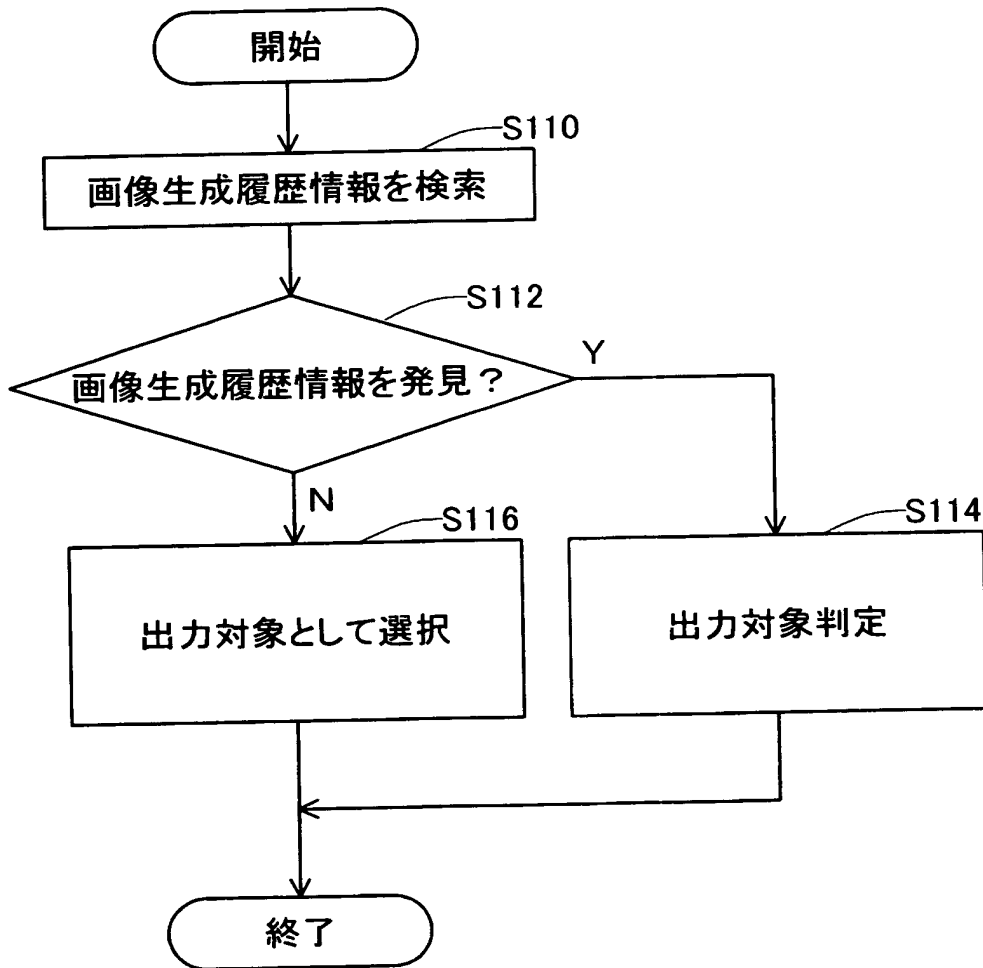 開始
S110
画像生成履歴情報を検索
S112
画像生成履歴情報を発見?
Y
N
S116
出力対象として選択
S114
出力対象判定
終了